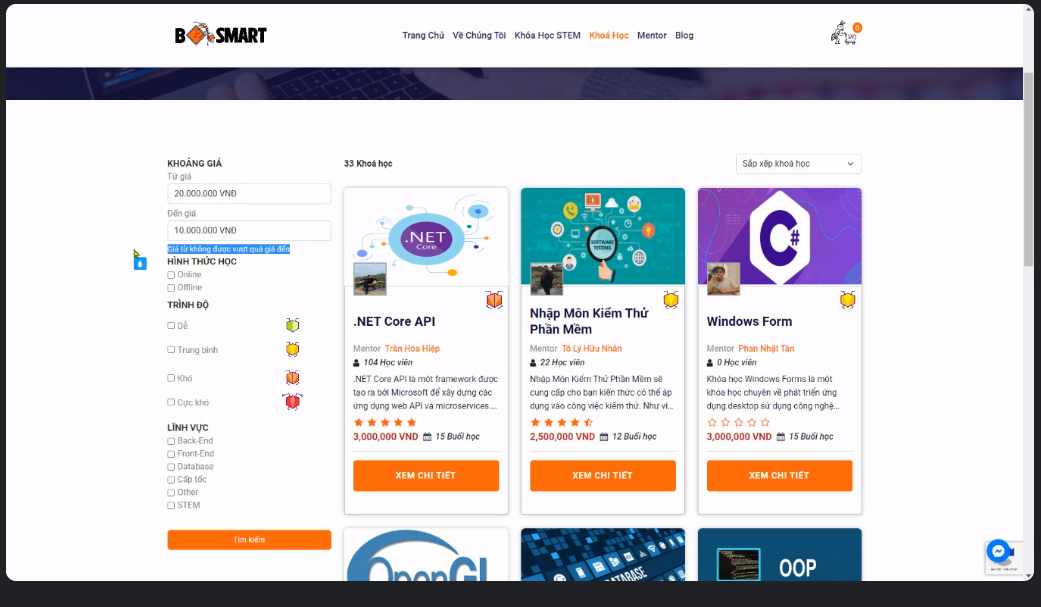 BSMART
Trang Chủ Về Chúng Tôi Khóa Học STEM Khoá Học Mentor Blog
0
KHOẢNG GIÁ
Từ giá
20.000.000 VNĐ
Đến giá
10.000.000 VNĐ
Giá từ không được vượt quá giá đến
HÌNH THỨC HỌC
Online
Offline
TRÌNH ĐỘ
Dễ
Trung bình
Khó
Cực khó
LĨNH VỰC
Back-End
Front-End
Database
Cấp tốc
Other
STEM
Tìm kiếm
33 Khoá học
Sắp xếp khoá học
.NET
Core
.NET Core API
Mentor Trần Hòa Hiệp
104 Học viên
.NET Core API là một framework được
tạo ra bởi Microsoft để xây dựng các
ứng dụng web API và microservices....
3,000,000 VND 15 Buổi học
XEM CHI TIẾT
SOFTWARE
TESTING
Nhập Môn Kiểm Thử
Phần Mềm
Mentor Tô Lý Hữu Nhân
22 Học viên
Nhập Môn Kiểm Thử Phần Mềm sẽ
cung cấp cho bạn kiến thức có thể áp
dụng vào công việc kiểm thử. Như vi...
2,500,000 VND 12 Buổi học
XEM CHI TIẾT
C#
Windows Form
Mentor Phan Nhật Tân
0 Học viên
Khóa học Windows Forms là một
khóa học chuyên về phát triển ứng
dụng desktop sử dụng công nghệ...
3,000,000 VND 15 Buổi học
XEM CHI TIẾT
OpenGL
DATABASE
OOP